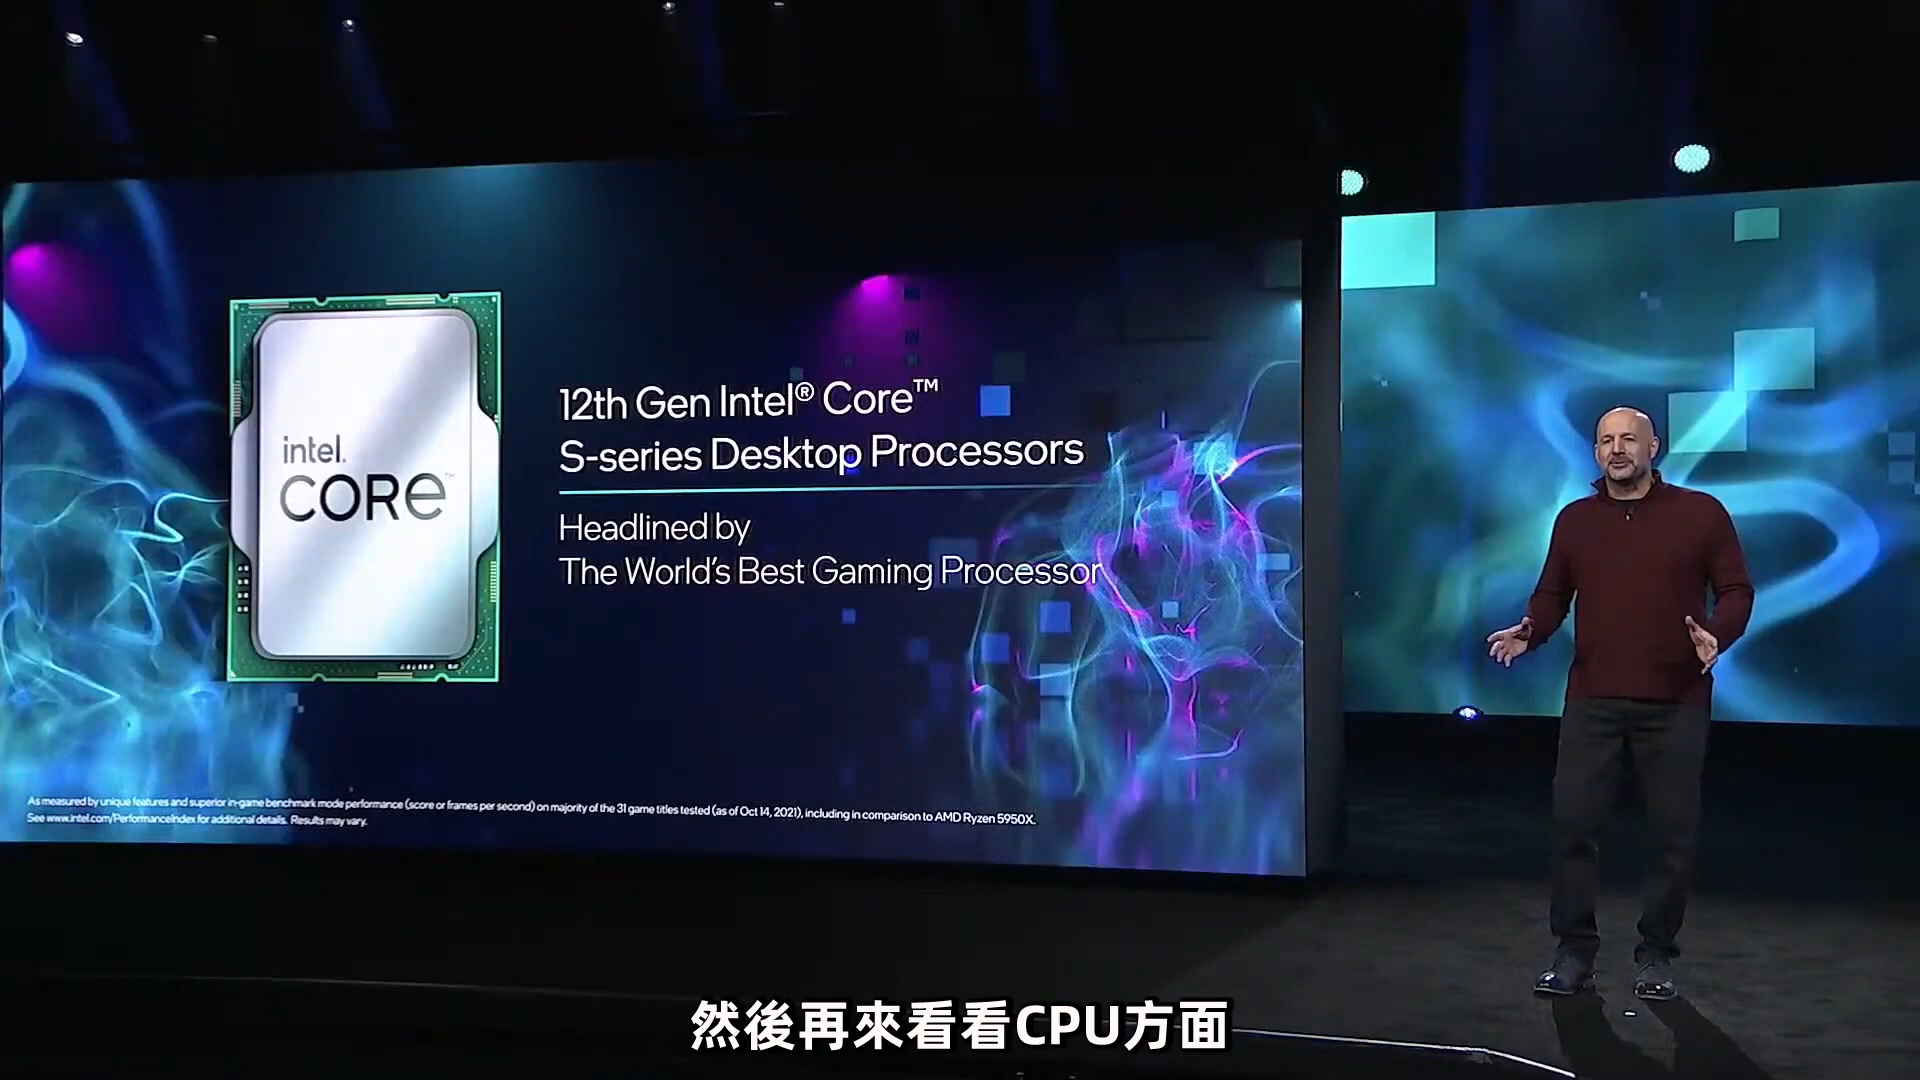 intel.
CORe™
12th Gen Intel® Core™
S-series Desktop Processors
Headlined by
The World's Best Gaming Processor
As measured by unique features and superior in-game benchmark mode performance (score or frames per second) on majority of the 31 game titles tested (as of Oct 14, 2021), including in comparison to AMD Ryzen 5950X.
See www.intel.com/PerformanceIndex for additional details. Results may vary.
然後再來看看CPU方面